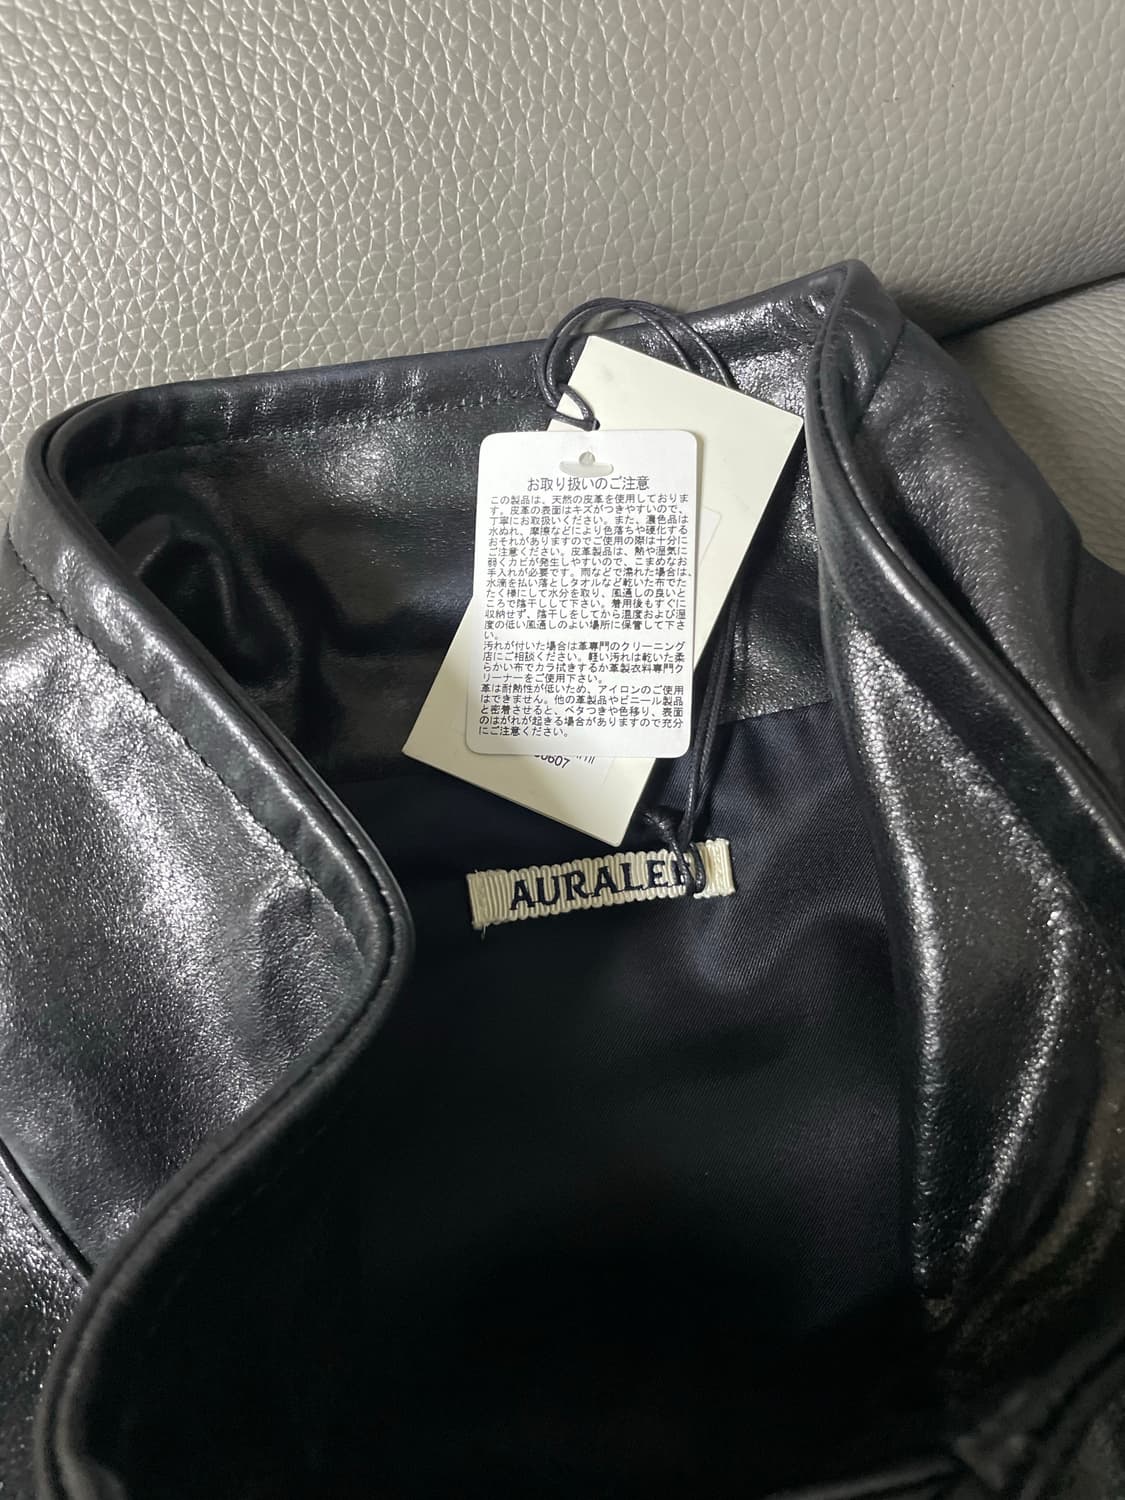 お取り扱いのご注意
この製品は、天然の皮革を使用しておりま
す。皮革の表面はキズがつきやすいので、
丁寧にお取扱いください。また、濃色品は
水ぬれ、摩擦などにより色落ちや硬化する
おそれがありますのでご使用の際は十分に
ご注意ください。皮革製品は、熱や湿気に
弱くカビが発生しやすいので、こまめなお
手入れが必要です。雨などで濡れた場合は、
水滴を払い落としタオルなど乾いた布でた
たく様にして水分を取り、風通しの良いと
ころで陰干しして下さい。着用後もすぐに
収納せず、陰干しをしてから温度および湿
度の低い風通しのよい場所に保管して下さ
い。
汚れが付いた場合は革専門のクリーニング
店にご相談ください。軽い汚れは乾いた柔
らかい布でカラ拭きするか革製衣料専門ク
リーナーをご使用下さい。
革は耐熱性が低いため、アイロンのご使用
はできません。他の革製品やビニール製品
と密着させると、ベタつきや色移り、表面
のはがれが起きる場合がありますので充分
にご注意ください。
0607
AURALEE